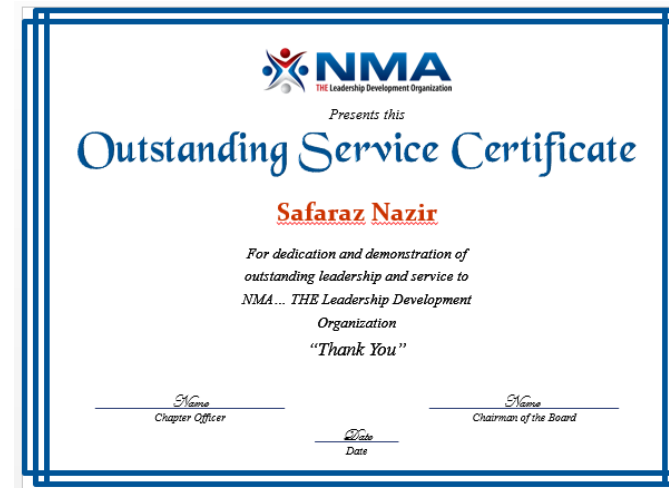 NMA
THE Leadership Development Organization
Presents this
Outstanding Service Certificate
Safaraz Nazir
For dedication and demonstration of
outstanding leadership and service to
NMA... THE Leadership Development
Organization
“Thank You”
Name Name
Chapter Officer Chairman of the Board
Date
Date